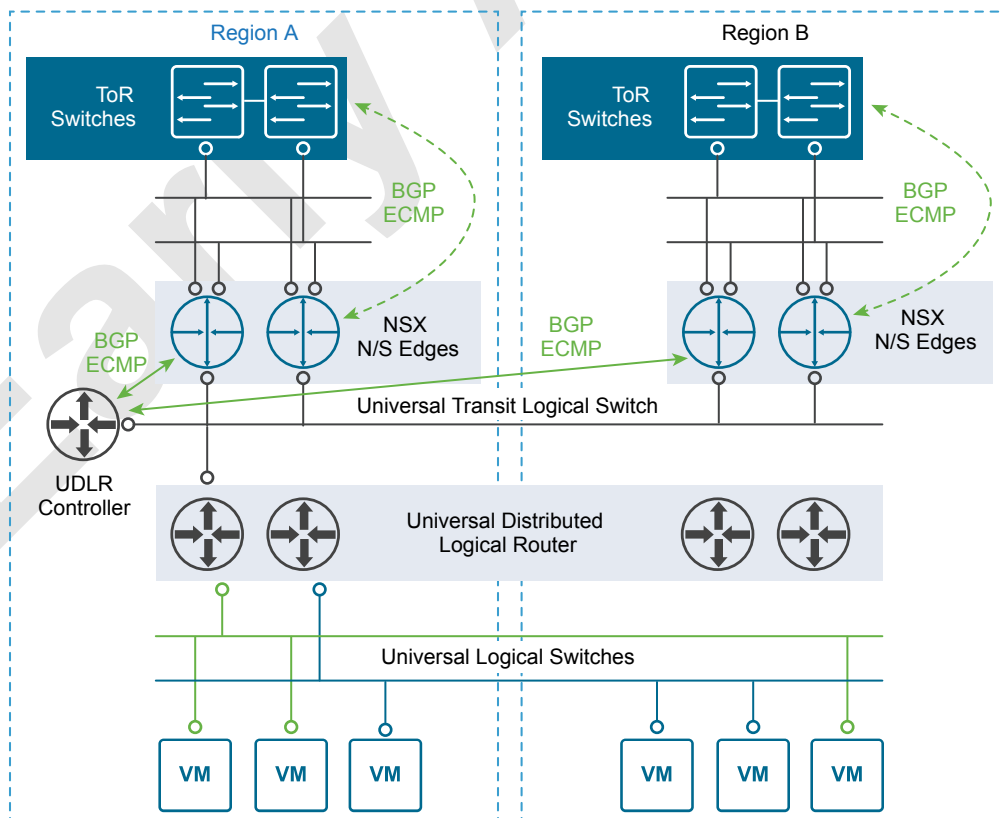 Region A
Region B
ToR
Switches
ToR
Switches
BGP
ECMP
BGP
ECMP
NSX
N/S Edges
NSX
N/S Edges
BGP
ECMP
BGP
ECMP
Universal Transit Logical Switch
UDLR
Controller
Universal Distributed
Logical Router
Universal Logical Switches
VM
VM
VM
VM
VM
VM